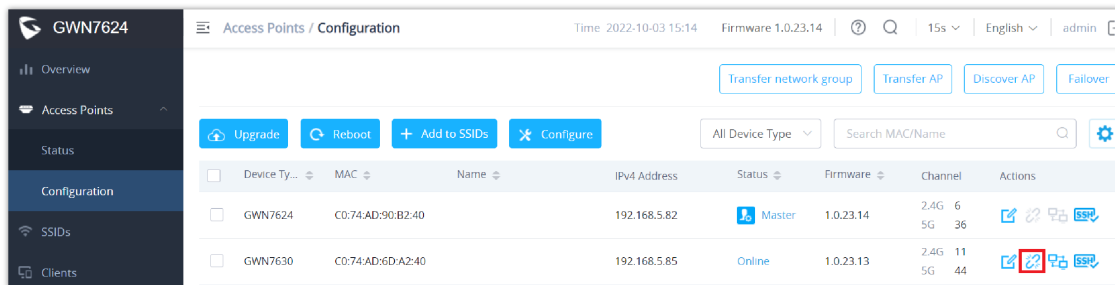 GWN7624
Access Points / Configuration
Time 2022-10-03 15:14
Firmware 1.0.23.14
15s
English
admin
Overview
Access Points
Status
Configuration
SSIDs
Clients
Transfer network group
Transfer AP
Discover AP
Failover
Upgrade
Reboot
+ Add to SSIDs
Configure
All Device Type
Search MAC/Name
Device Ty... MAC Name IPv4 Address Status Firmware Channel Actions
GWN7624 C0:74:AD:90:B2:40 192.168.5.82 Master 1.0.23.14 2.4G 6
5G 36
SSH
GWN7630 C0:74:AD:6D:A2:40 192.168.5.85 Online 1.0.23.13 2.4G 11
5G 44
SSH